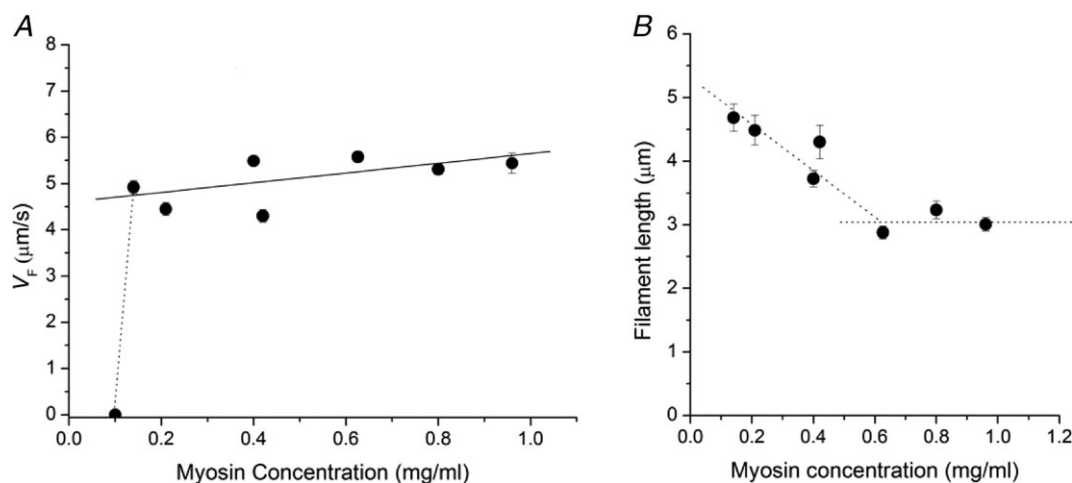 A
8
7
6
5
4
3
2
1
0
V_F (μm/s)
0.0 0.2 0.4 0.6 0.8 1.0
Myosin Concentration (mg/ml)
B
6
5
4
3
2
1
0
Filament length (μm)
0.0 0.2 0.4 0.6 0.8 1.0 1.2
Myosin concentration (mg/ml)